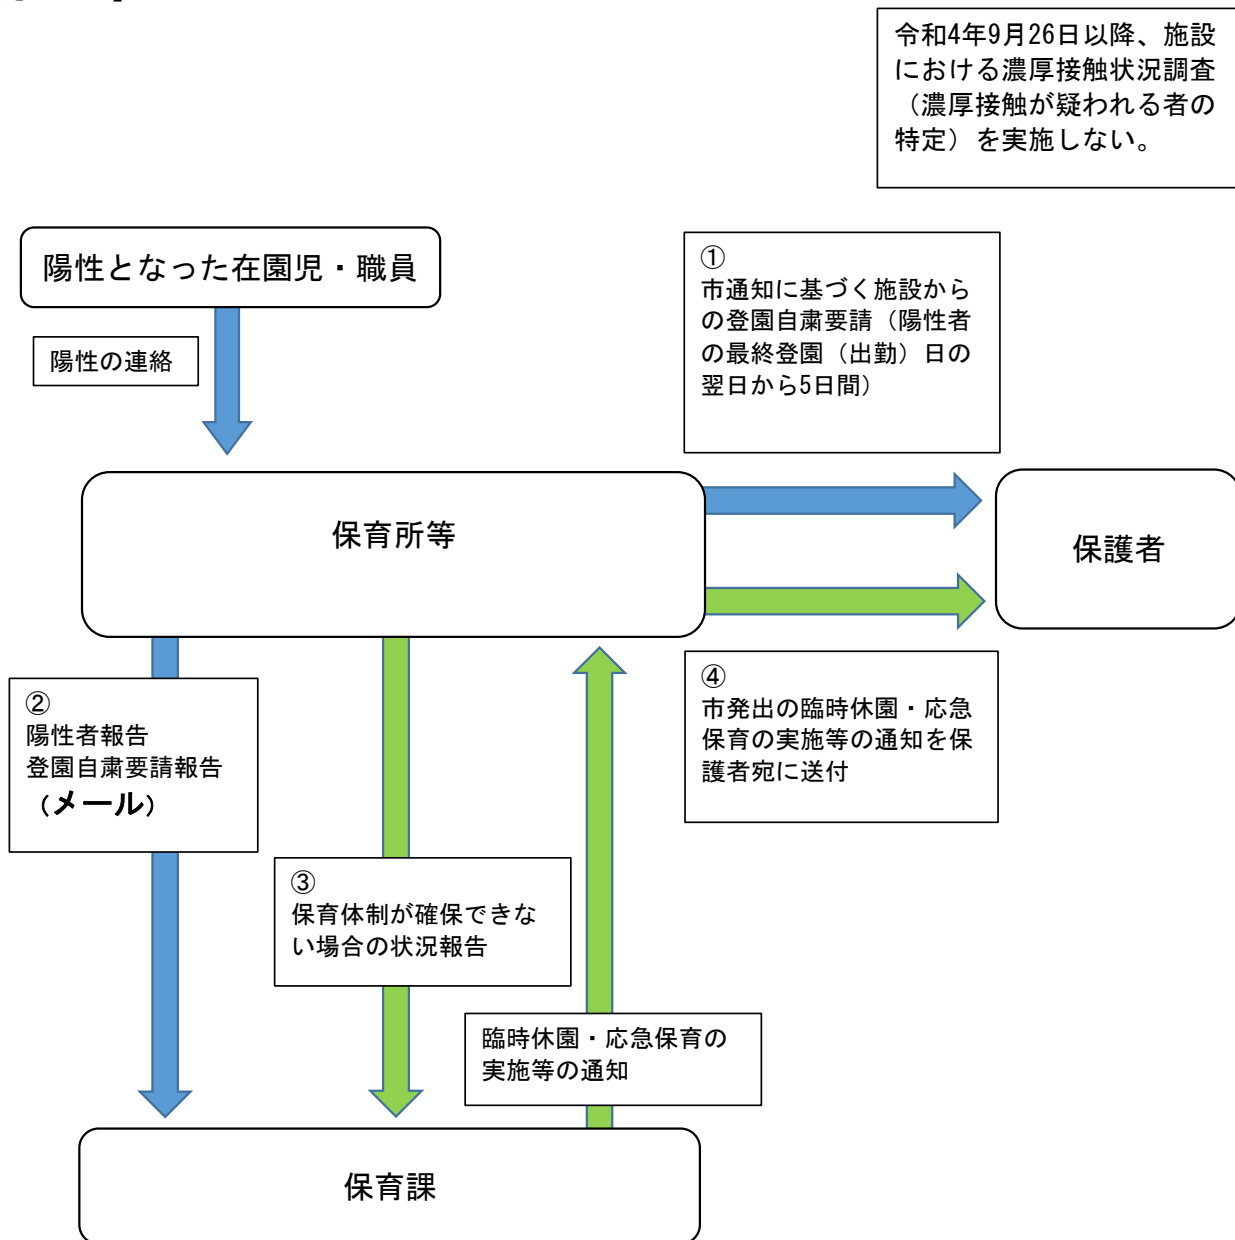 令和4年9月26日以降、施設
における濃厚接触状況調査
（濃厚接触が疑われる者の
特定）を実施しない。
陽性となった在園児・職員
陽性の連絡
①
市通知に基づく施設から
の登園自粛要請（陽性者
の最終登園（出勤）日の
翌日から5日間）
保育所等
保護者
②
陽性者報告
登園自粛要請報告
（メール）
④
市発出の臨時休園・応急
保育の実施等の通知を保
護者宛に送付
③
保育体制が確保できな
い場合の状況報告
臨時休園・応急保育の
実施等の通知
保育課